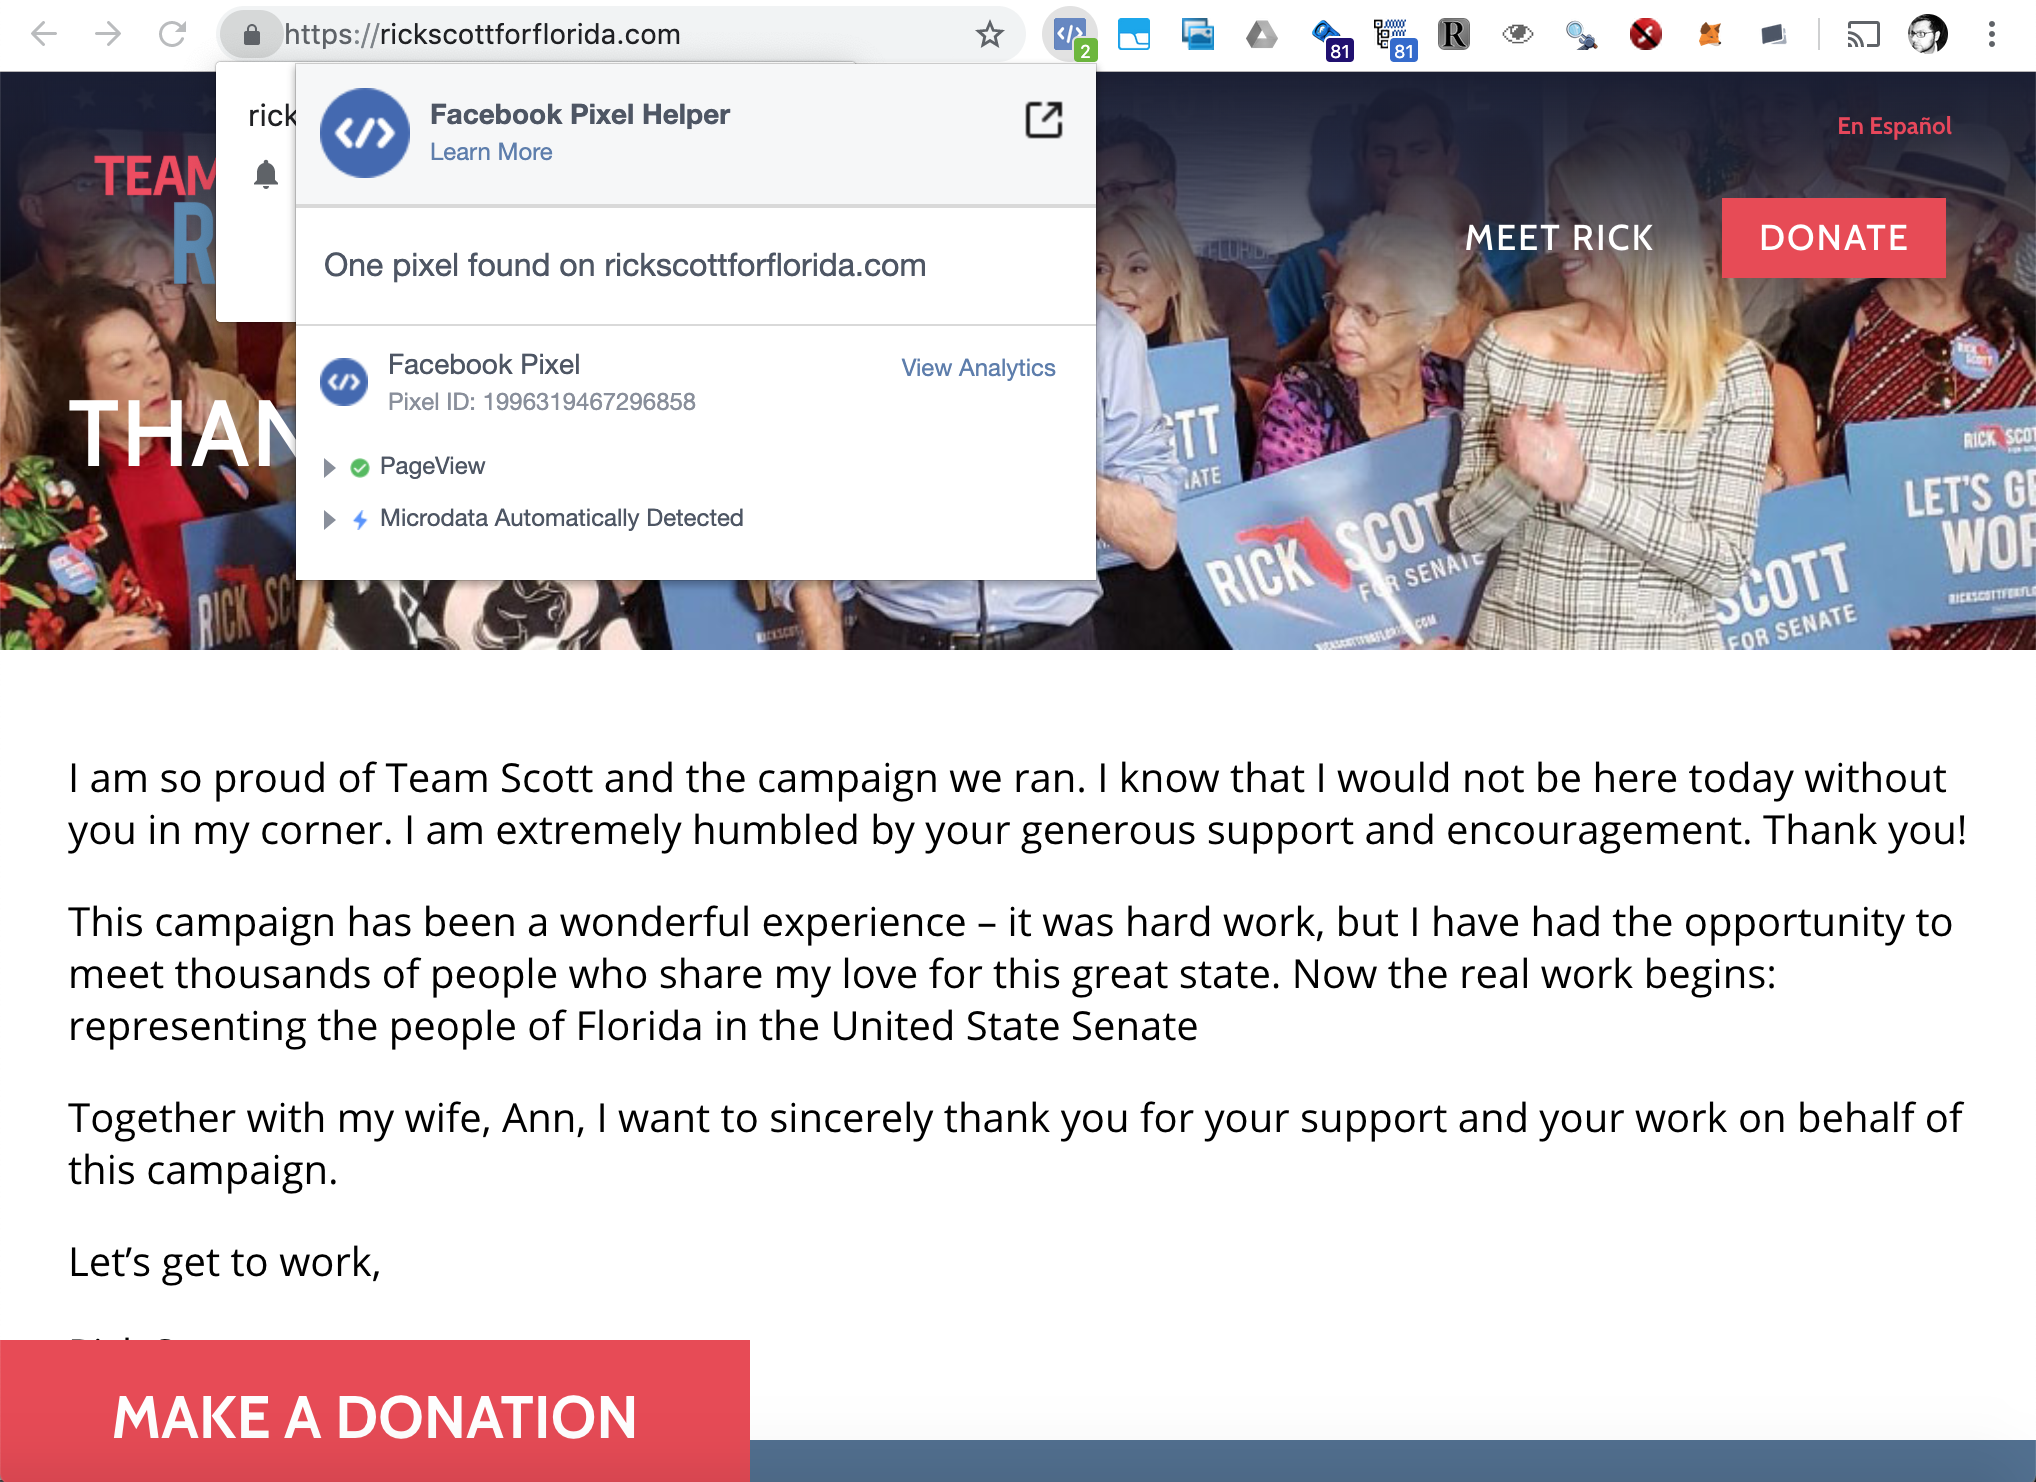 https://rickscottforflorida.com
2
81
81
R
rick
Facebook Pixel Helper
Learn More
En Español
TEAM
R
MEET RICK
DONATE
One pixel found on rickscottforflorida.com
Facebook Pixel
View Analytics
Pixel ID: 1996319467296858
THAN
PageView
Microdata Automatically Detected
TT
ATE
RICK SCOT
FOR SENATE
RICK SC
COTT
FOR SENATE
RICK SCO
LET'S GE
WOR
I am so proud of Team Scott and the campaign we ran. I know that I would not be here today without
you in my corner. I am extremely humbled by your generous support and encouragement. Thank you!
This campaign has been a wonderful experience – it was hard work, but I have had the opportunity to
meet thousands of people who share my love for this great state. Now the real work begins:
representing the people of Florida in the United State Senate
Together with my wife, Ann, I want to sincerely thank you for your support and your work on behalf of
this campaign.
Let’s get to work,
MAKE A DONATION